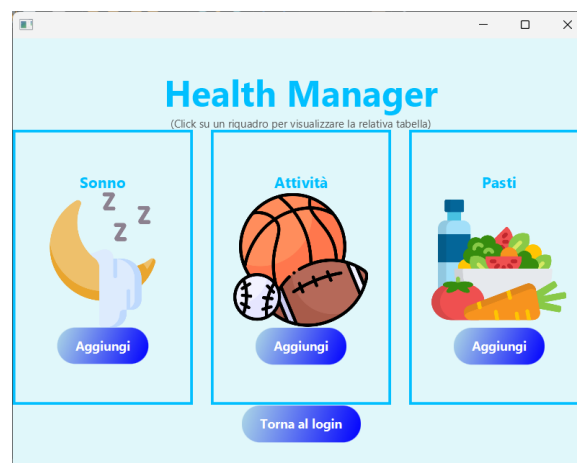 Health Manager
(Click su un riquadro per visualizzare la relativa tabella)
Sonno
Z
Z
Z
Aggiungi
Attività
Aggiungi
Pasti
Aggiungi
Torna al login